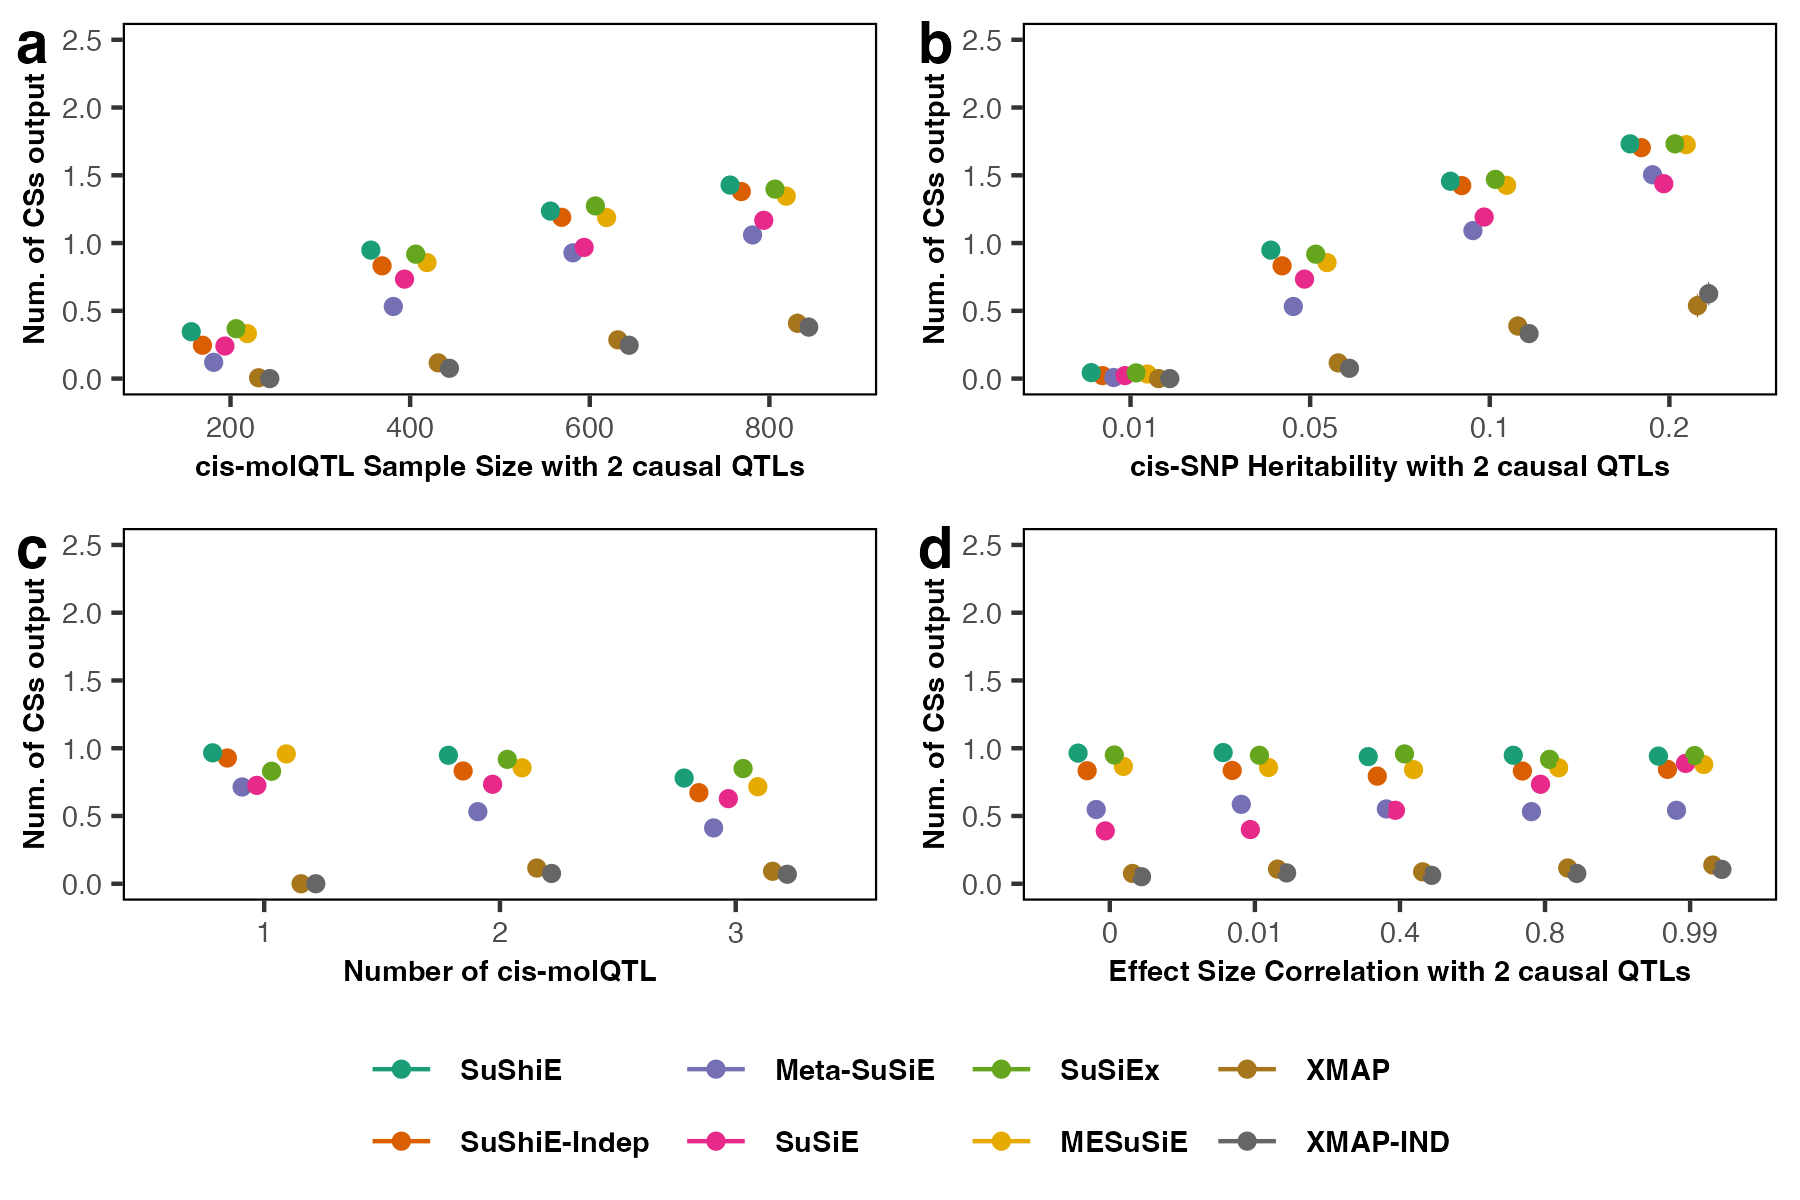 a
Num. of CSs output
2.5
2.0
1.5
1.0
0.5
0.0
200 400 600 800
cis-molQTL Sample Size with 2 causal QTLs
b
Num. of CSs output
2.5
2.0
1.5
1.0
0.5
0.0
0.01 0.05 0.1 0.2
cis-SNP Heritability with 2 causal QTLs
c
Num. of CSs output
2.5
2.0
1.5
1.0
0.5
0.0
1 2 3
Number of cis-molQTL
d
Num. of CSs output
2.5
2.0
1.5
1.0
0.5
0.0
0 0.01 0.4 0.8 0.99
Effect Size Correlation with 2 causal QTLs
SuShiE Meta-SuSiE SuSiEx XMAP
SuShiE-Indep SuSiE MESuSiE XMAP-IND